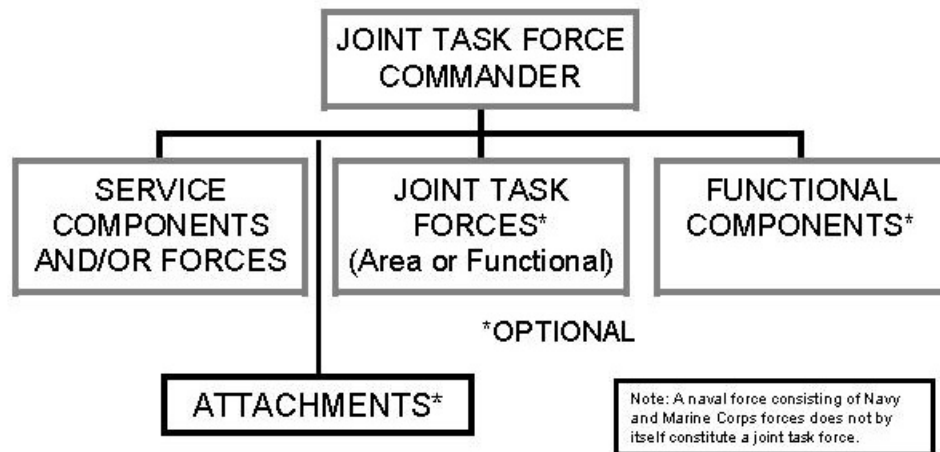 JOINT TASK FORCE
COMMANDER
SERVICE
COMPONENTS
AND/OR FORCES
JOINT TASK
FORCES*
(Area or Functional)
FUNCTIONAL
COMPONENTS*
*OPTIONAL
ATTACHMENTS*
Note: A naval force consisting of Navy
and Marine Corps forces does not by
itself constitute a joint task force.